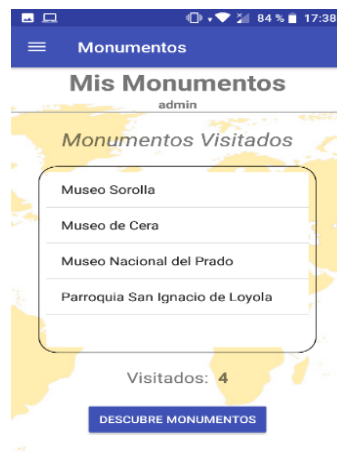 84 % 17:38
Monumentos
Mis Monumentos
admin
Monumentos Visitados
Museo Sorolla
Museo de Cera
Museo Nacional del Prado
Parroquia San Ignacio de Loyola
Visitados: 4
DESCUBRE MONUMENTOS